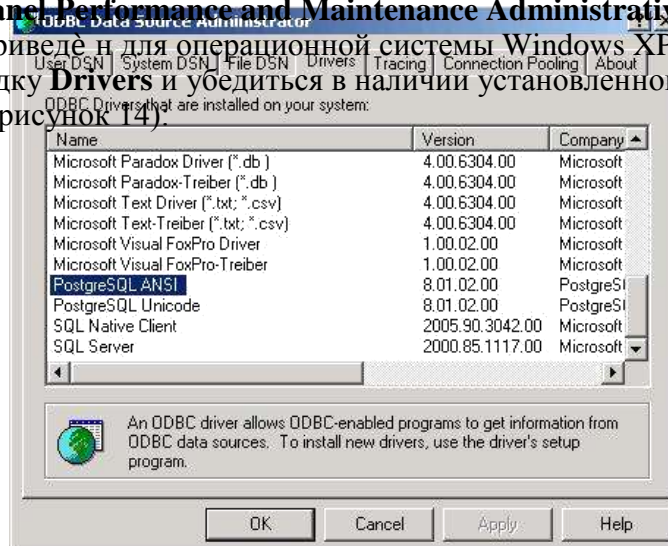 anel Performance and Maintenance Administrativ
ODBC Data Source Administrator
риведѐ н для операционной системы Windows XP
User DSN System DSN File DSN Drivers Tracing Connection Pooling About
дку Drivers и убедиться в наличии установленног
ODBC Drivers that are installed on your system:
рисунок 14):
Name Version Company
Microsoft Paradox Driver (*.db ) 4.00.6304.00 Microsoft
Microsoft Paradox-Treiber (*.db ) 4.00.6304.00 Microsoft
Microsoft Text Driver (*.txt; *.csv) 4.00.6304.00 Microsoft
Microsoft Text-Treiber (*.txt; *.csv) 4.00.6304.00 Microsoft
Microsoft Visual FoxPro Driver 1.00.02.00 Microsoft
Microsoft Visual FoxPro-Treiber 1.00.02.00 Microsoft
PostgreSQL ANSI 8.01.02.00 PostgreS
PostgreSQL Unicode 8.01.02.00 PostgreS
SQL Native Client 2005.90.3042.00 Microsoft
SQL Server 2000.85.1117.00 Microsoft
An ODBC driver allows ODBC-enabled programs to get information from
ODBC data sources. To install new drivers, use the driver's setup
program.
OK Cancel Apply Help